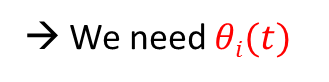 → We need θᵢ(t)